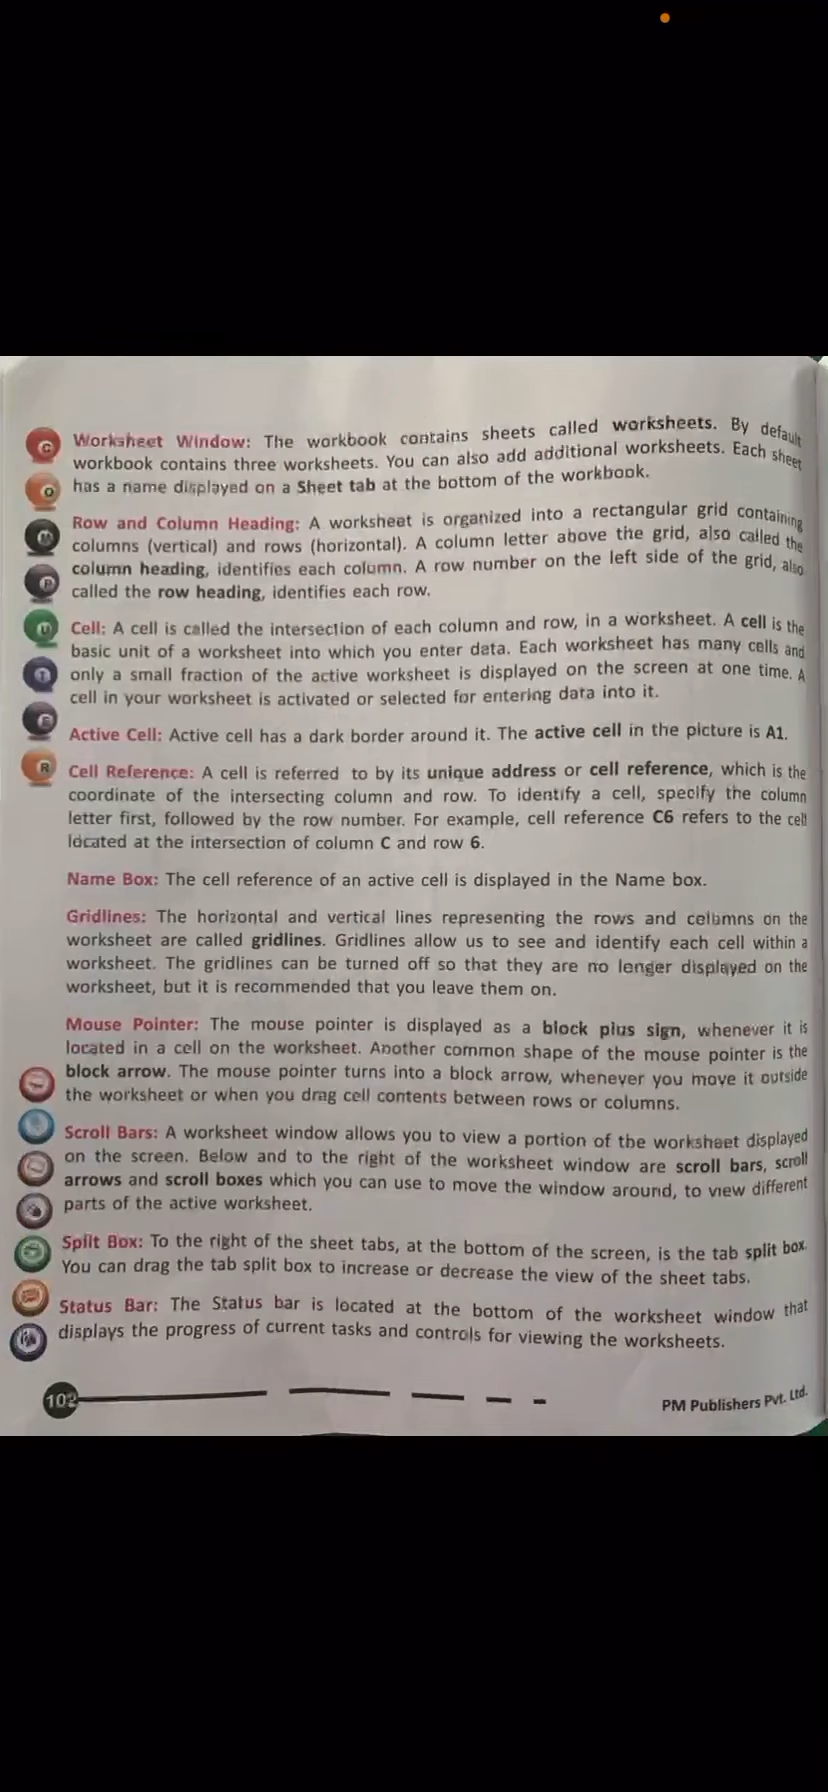 Worksheet Window: The workbook contains sheets called worksheets. By default
workbook contains three worksheets. You can also add additional worksheets. Each sheet
has a name displayed on a Sheet tab at the bottom of the workbook.
Row and Column Heading: A worksheet is organized into a rectangular grid containing
columns (vertical) and rows (horizontal). A column letter above the grid, also called the
column heading, identifies each column. A row number on the left side of the grid, also
called the row heading, identifies each row.
Cell: A cell is called the intersection of each column and row, in a worksheet. A cell is the
basic unit of a worksheet into which you enter data. Each worksheet has many cells and
only a small fraction of the active worksheet is displayed on the screen at one time. A
cell in your worksheet is activated or selected for entering data into it.
Active Cell: Active cell has a dark border around it. The active cell in the picture is A1.
Cell Reference: A cell is referred to by its unique address or cell reference, which is the
coordinate of the intersecting column and row. To identify a cell, specify the column
letter first, followed by the row number. For example, cell reference C6 refers to the cell
located at the intersection of column C and row 6.
Name Box: The cell reference of an active cell is displayed in the Name box.
Gridlines: The horizontal and vertical lines representing the rows and columns on the
worksheet are called gridlines. Gridlines allow us to see and identify each cell within a
worksheet. The gridlines can be turned off so that they are no longer displayed on the
worksheet, but it is recommended that you leave them on.
Mouse Pointer: The mouse pointer is displayed as a block plus sign, whenever it is
located in a cell on the worksheet. Another common shape of the mouse pointer is the
block arrow. The mouse pointer turns into a block arrow, whenever you move it outside
the worksheet or when you drag cell contents between rows or columns.
Scroll Bars: A worksheet window allows you to view a portion of the worksheet displayed
on the screen. Below and to the right of the worksheet window are scroll bars, scroll
arrows and scroll boxes which you can use to move the window around, to view different
parts of the active worksheet.
Split Box: To the right of the sheet tabs, at the bottom of the screen, is the tab split box.
You can drag the tab split box to increase or decrease the view of the sheet tabs.
Status Bar: The Status bar is located at the bottom of the worksheet window that
displays the progress of current tasks and controls for viewing the worksheets.
102
PM Publishers Pvt. Ltd.
C
O
M
P
U
T
E
R